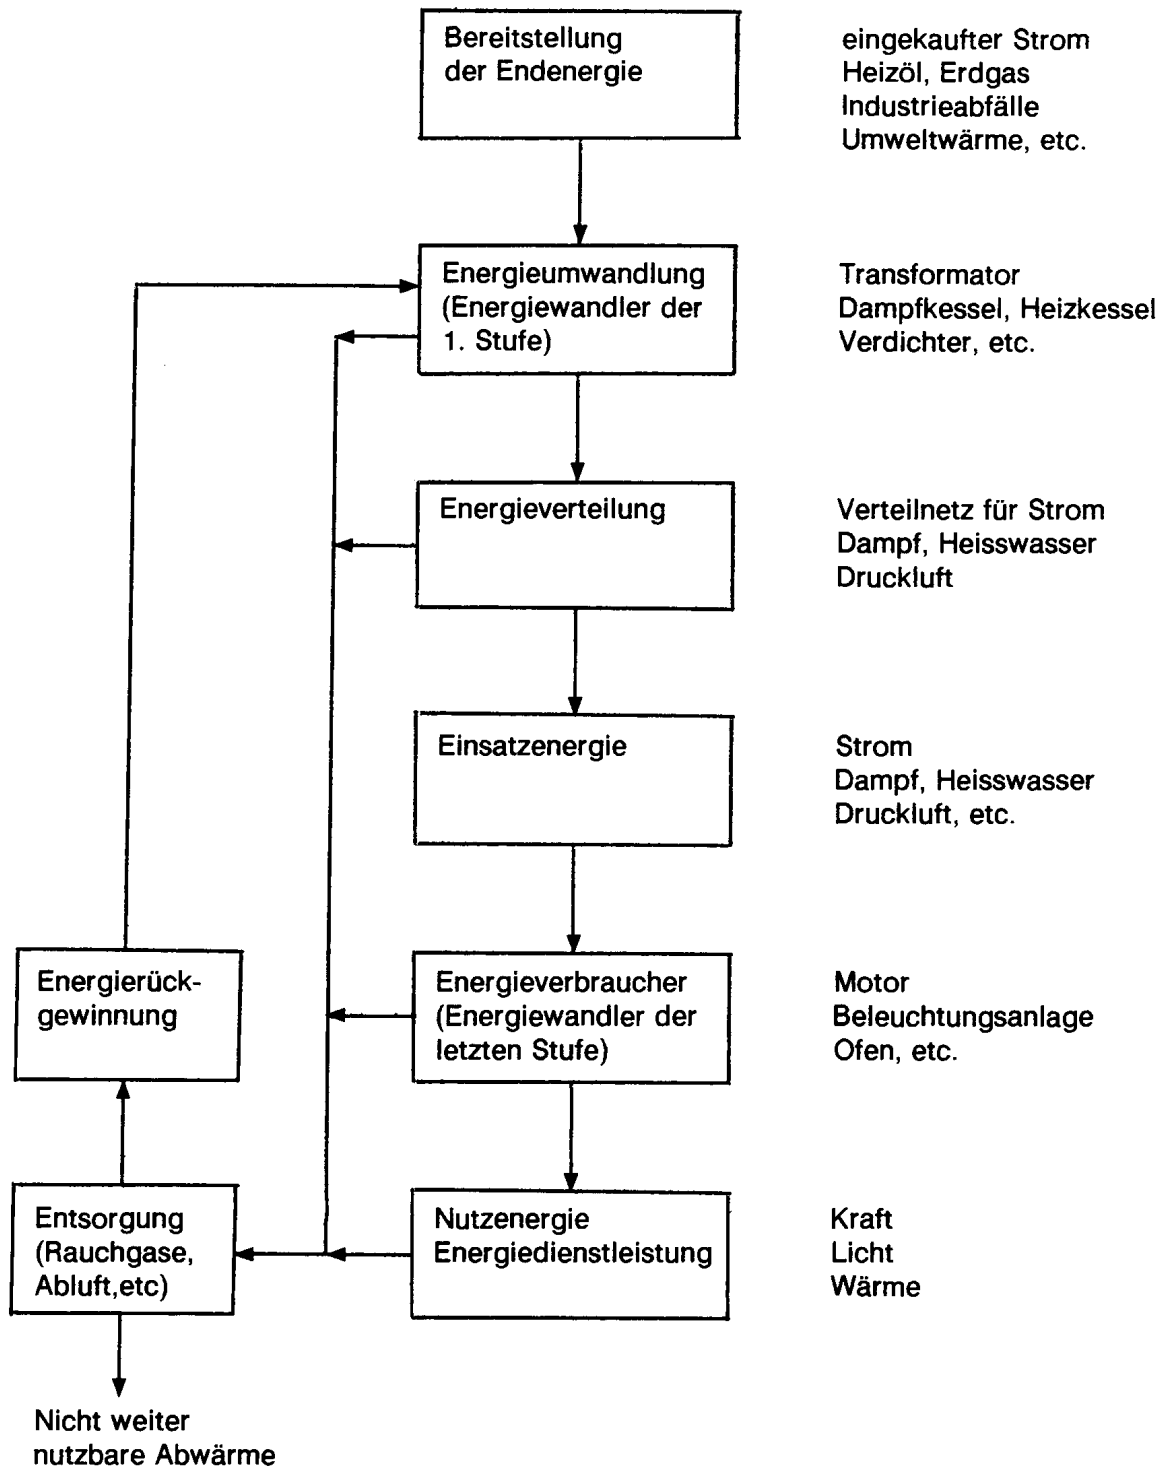 Bereitstellung
der Endenergie
eingekaufter Strom
Heizöl, Erdgas
Industrieabfälle
Umweltwärme, etc.
Energieumwandlung
(Energiewandler der
1. Stufe)
Transformator
Dampfkessel, Heizkessel
Verdichter, etc.
Energieverteilung
Verteilnetz für Strom
Dampf, Heisswasser
Druckluft
Einsatzenergie
Strom
Dampf, Heisswasser
Druckluft, etc.
Energierück-
gewinnung
Energieverbraucher
(Energiewandler der
letzten Stufe)
Motor
Beleuchtungsanlage
Ofen, etc.
Entsorgung
(Rauchgase,
Abluft,etc)
Nutzenergie
Energiedienstleistung
Kraft
Licht
Wärme
Nicht weiter
nutzbare Abwärme